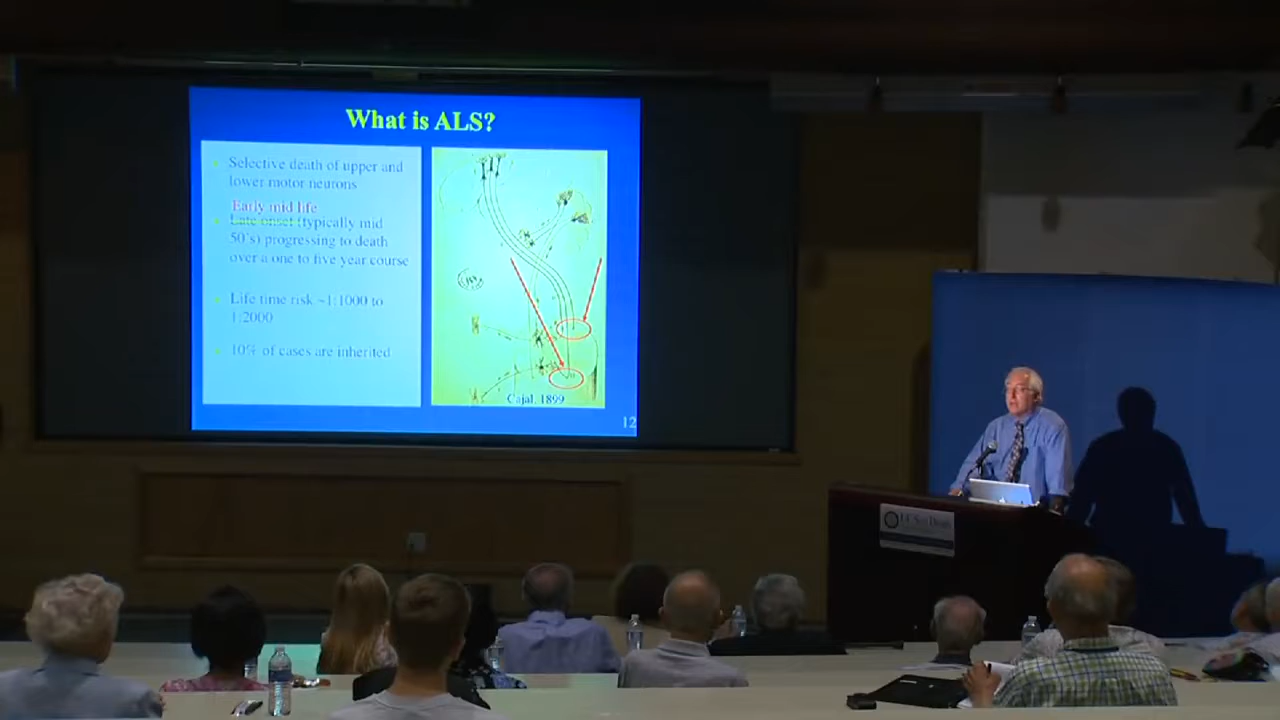 What is ALS?
Selective death of upper and
lower motor neurons
Early mid life
Late onset (typically mid
50's) progressing to death
over a one to five year course
Life time risk ~1:1000 to
1:2000
10% of cases are inherited
Cajal, 1899
12
UC San Diego